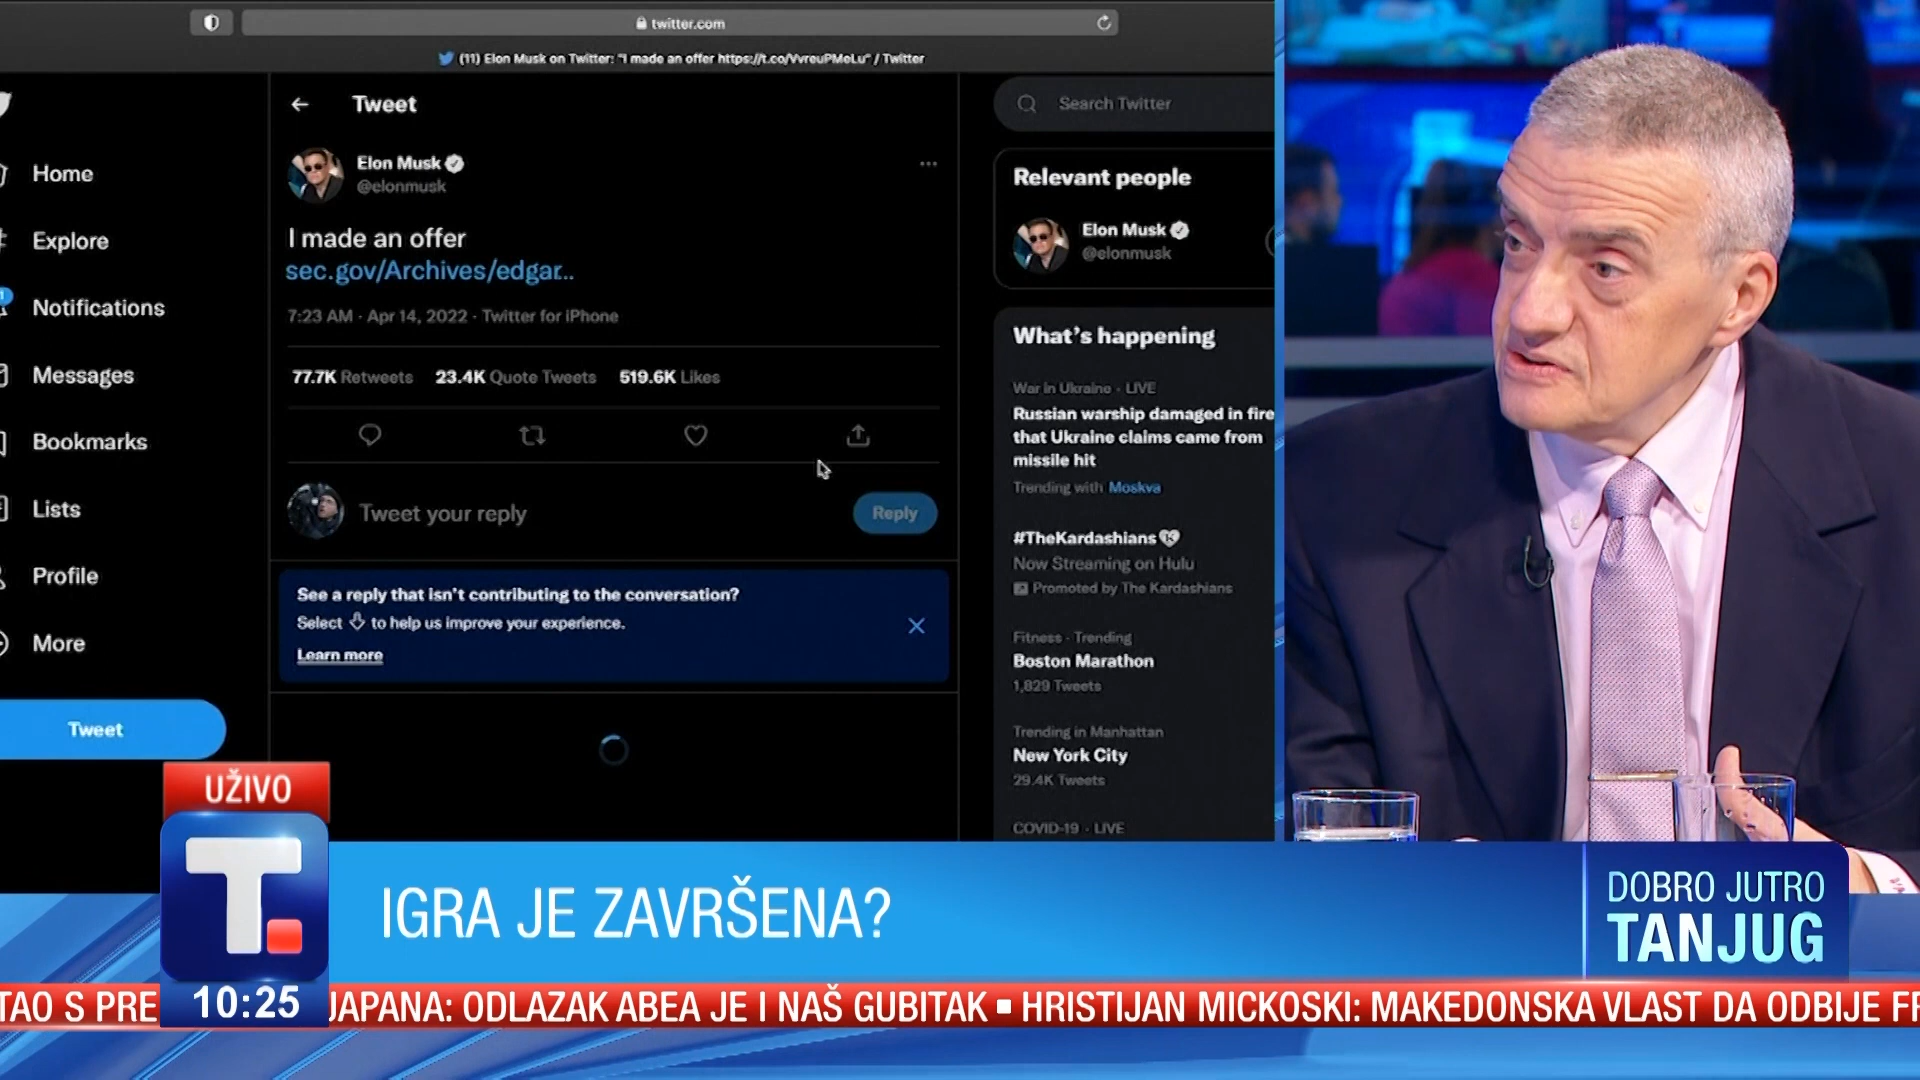 twitter.com
(11) Elon Musk on Twitter: "I made an offer https://t.co/VvreuPMeLu" / Twitter
Home
Explore
Notifications
Messages
Bookmarks
Lists
Profile
More
Tweet
Tweet
Elon Musk
@elonmusk
I made an offer
sec.gov/Archives/edgar...
7:23 AM · Apr 14, 2022 · Twitter for iPhone
77.7K Retweets 23.4K Quote Tweets 519.6K Likes
Tweet your reply
Reply
See a reply that isn't contributing to the conversation?
Select to help us improve your experience.
Learn more
Search Twitter
Relevant people
Elon Musk
@elonmusk
What's happening
War in Ukraine · LIVE
Russian warship damaged in fire
that Ukraine claims came from
missile hit
Trending with Moskva
#TheKardashians
Now Streaming on Hulu
Promoted by The Kardashians
Fitness · Trending
Boston Marathon
1,829 Tweets
Trending in Manhattan
New York City
29.4K Tweets
COVID-19 · LIVE
UŽIVO
T.
10:25
IGRA JE ZAVRŠENA?
DOBRO JUTRO
TANJUG
TAO S PRE JAPANA: ODLAZAK ABEA JE I NAŠ GUBITAK ▪ HRISTIJAN MICKOSKI: MAKEDONSKA VLAST DA ODBIJE FR